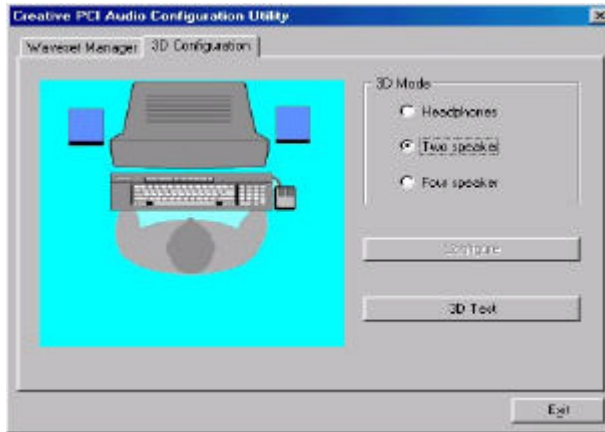 Creative PCI Audio Configuration Utility
Waveset Manager
3D Configuration
3D Mode
Headphones
Two speaker
Four speaker
Configure
3D Test
Exit